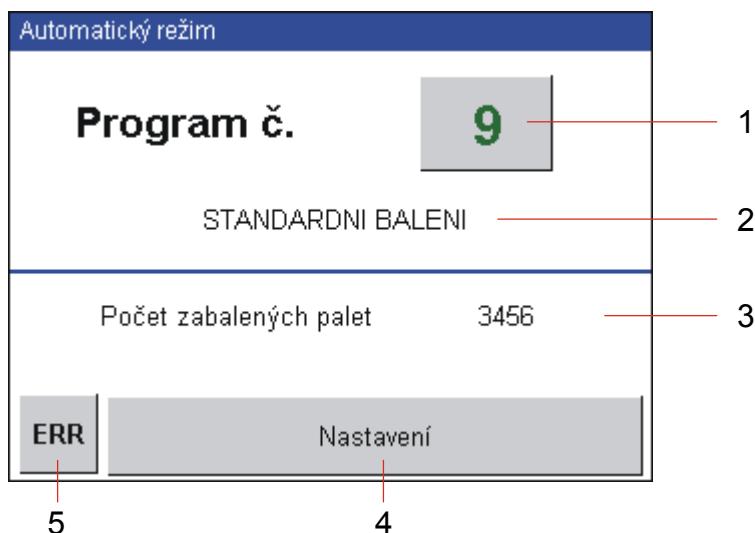 Automatický režim
Program č. 9 1
STANDARDNI BALENI 2
Počet zabalených palet 3456 3
ERR Nastavení
5 4